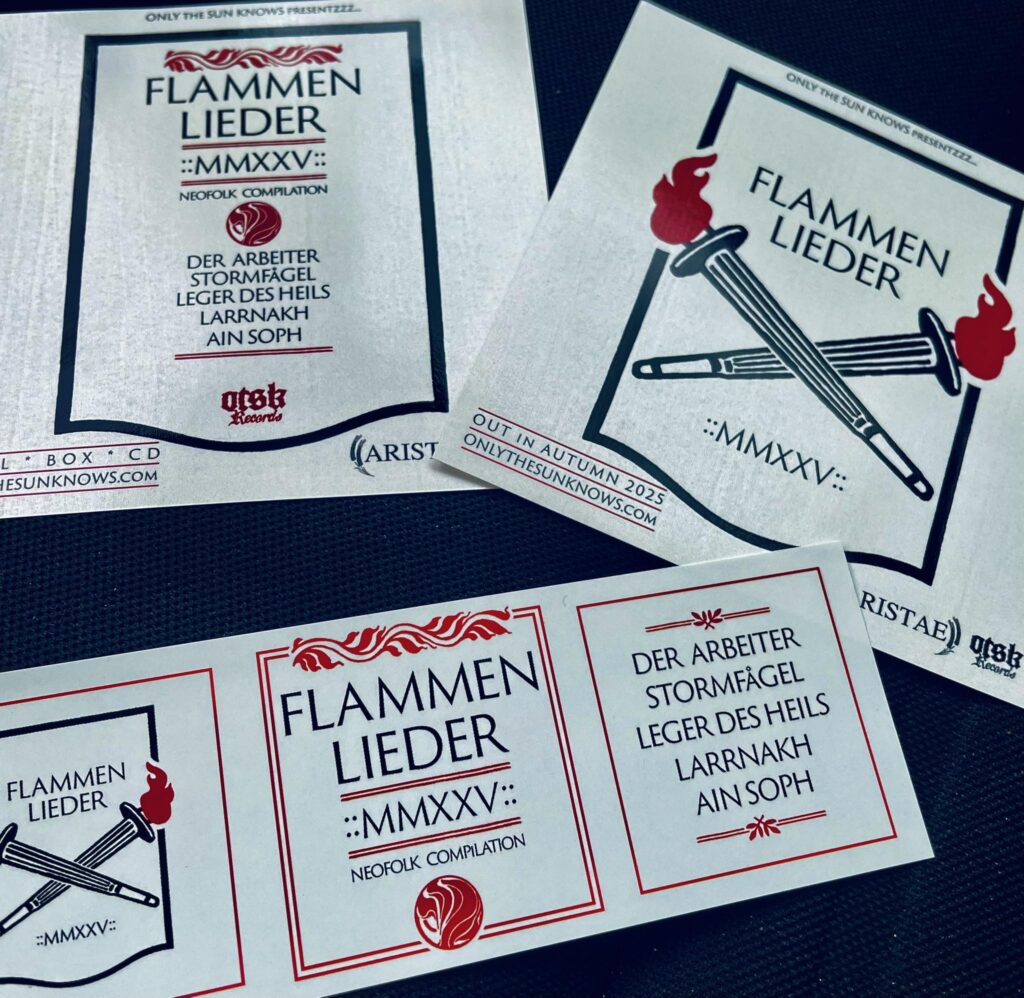 ONLY THE SUN KNOWS PRESENTZZZ...
FLAMMEN
LIEDER
::MMXXV::
NEOFOLK COMPILATION
DER ARBEITER
STORMFÅGEL
LEGER DES HEILS
LARRNAKH
AIN SOPH
otsk
Records
L * BOX * CD
HESUNKNOWS.COM
(ARIST
ONLY THE SUN KNOWS PRESENTZZZ...
FLAMMEN
LIEDER
::MMXXV::
OUT IN AUTUMN 2025
ONLYTHESUNKNOWS.COM
RISTAE)
otsk
Records
FLAMMEN
LIEDER
::MMXXV::
FLAMMEN
LIEDER
::MMXXV::
NEOFOLK COMPILATION
DER ARBEITER
STORMFÅGEL
LEGER DES HEILS
LARRNAKH
AIN SOPH